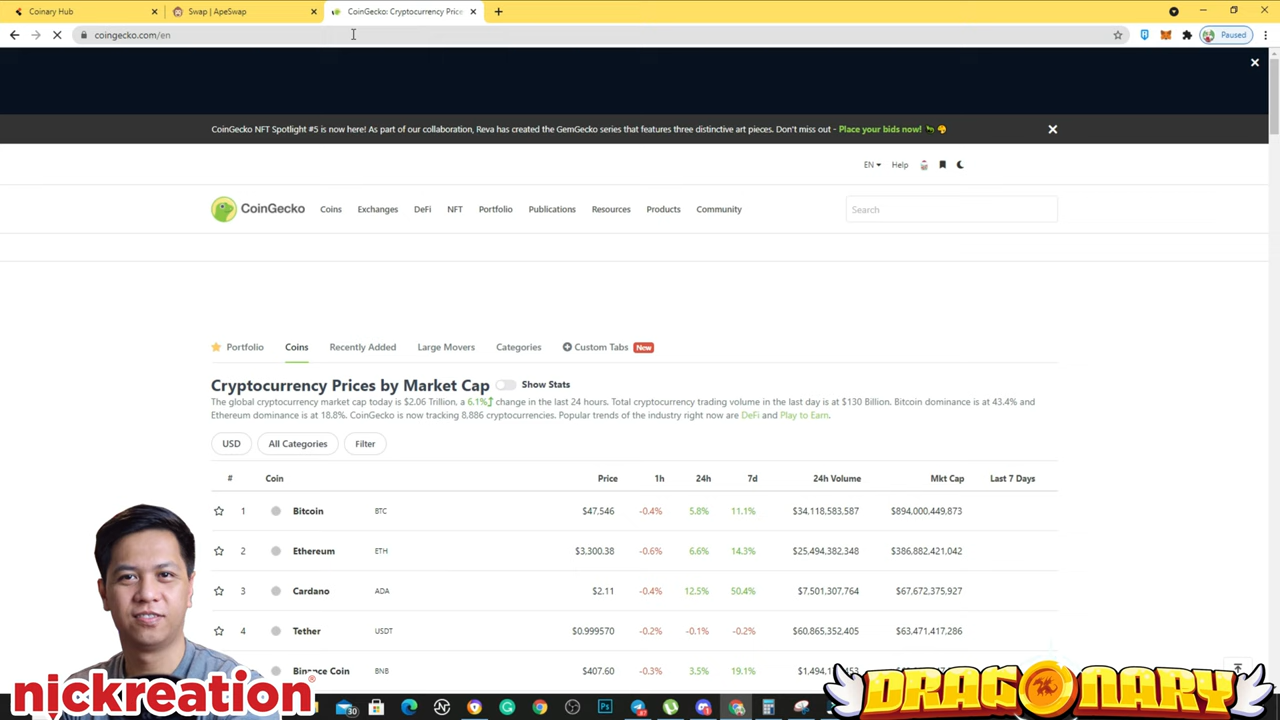 Coinary Hub
Swap | ApeSwap
CoinGecko: Cryptocurrency Price
coingecko.com/en
Paused
CoinGecko NFT Spotlight #5 is now here! As part of our collaboration, Reva has created the GemGecko series that features three distinctive art pieces. Don't miss out - Place your bids now!
EN Help
CoinGecko Coins Exchanges DeFi NFT Portfolio Publications Resources Products Community Search
Portfolio Coins Recently Added Large Movers Categories Custom Tabs New
Cryptocurrency Prices by Market Cap Show Stats
The global cryptocurrency market cap today is $2.06 Trillion, a 6.1% change in the last 24 hours. Total cryptocurrency trading volume in the last day is at $130 Billion. Bitcoin dominance is at 43.4% and
Ethereum dominance is at 18.8%. CoinGecko is now tracking 8,886 cryptocurrencies. Popular trends of the industry right now are DeFi and Play to Earn.
USD All Categories Filter
# Coin Price 1h 24h 7d 24h Volume Mkt Cap Last 7 Days
1 Bitcoin BTC $47,546 -0.4% 5.8% 11.1% $34,118,583,587 $894,000,449,873
2 Ethereum ETH $3,300.38 -0.6% 6.6% 14.3% $25,494,382,348 $386,882,421,042
3 Cardano ADA $2.11 -0.4% 12.5% 50.4% $7,501,307,764 $67,672,375,927
4 Tether USDT $0.999570 -0.2% -0.1% -0.2% $60,865,352,405 $63,471,417,286
Binance Coin BNB $407.60 -0.3% 3.5% 19.1%
nickreation®
DRAGONARY
30